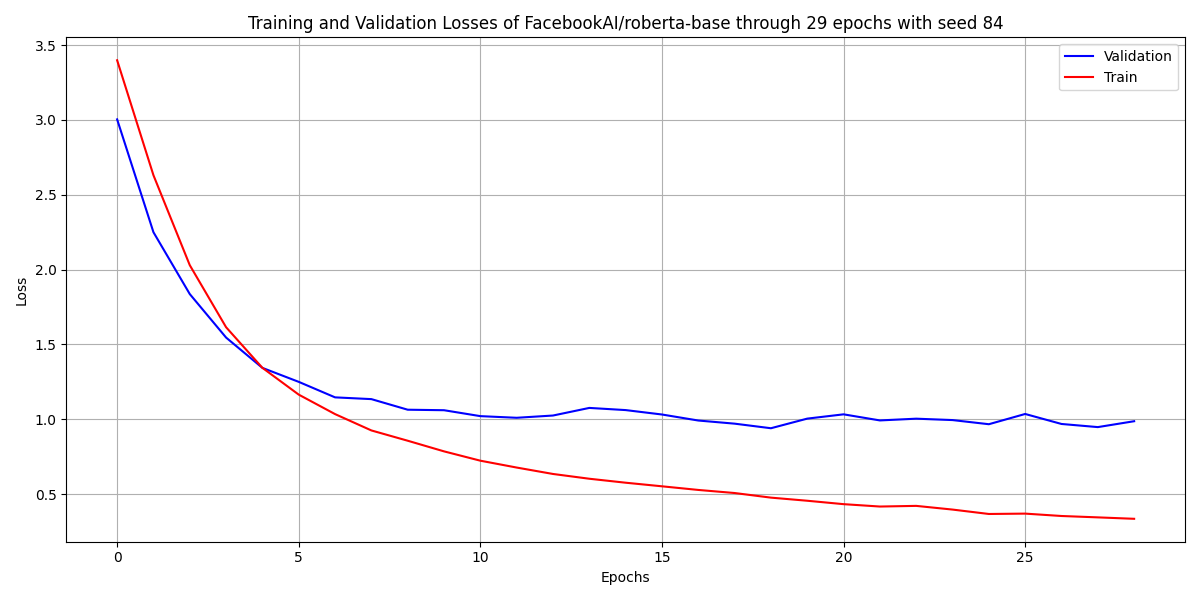 Training and Validation Losses of FacebookAI/roberta-base through 29 epochs with seed 84
Validation
Train
Loss
3.5
3.0
2.5
2.0
1.5
1.0
0.5
0 5 10 15 20 25
Epochs